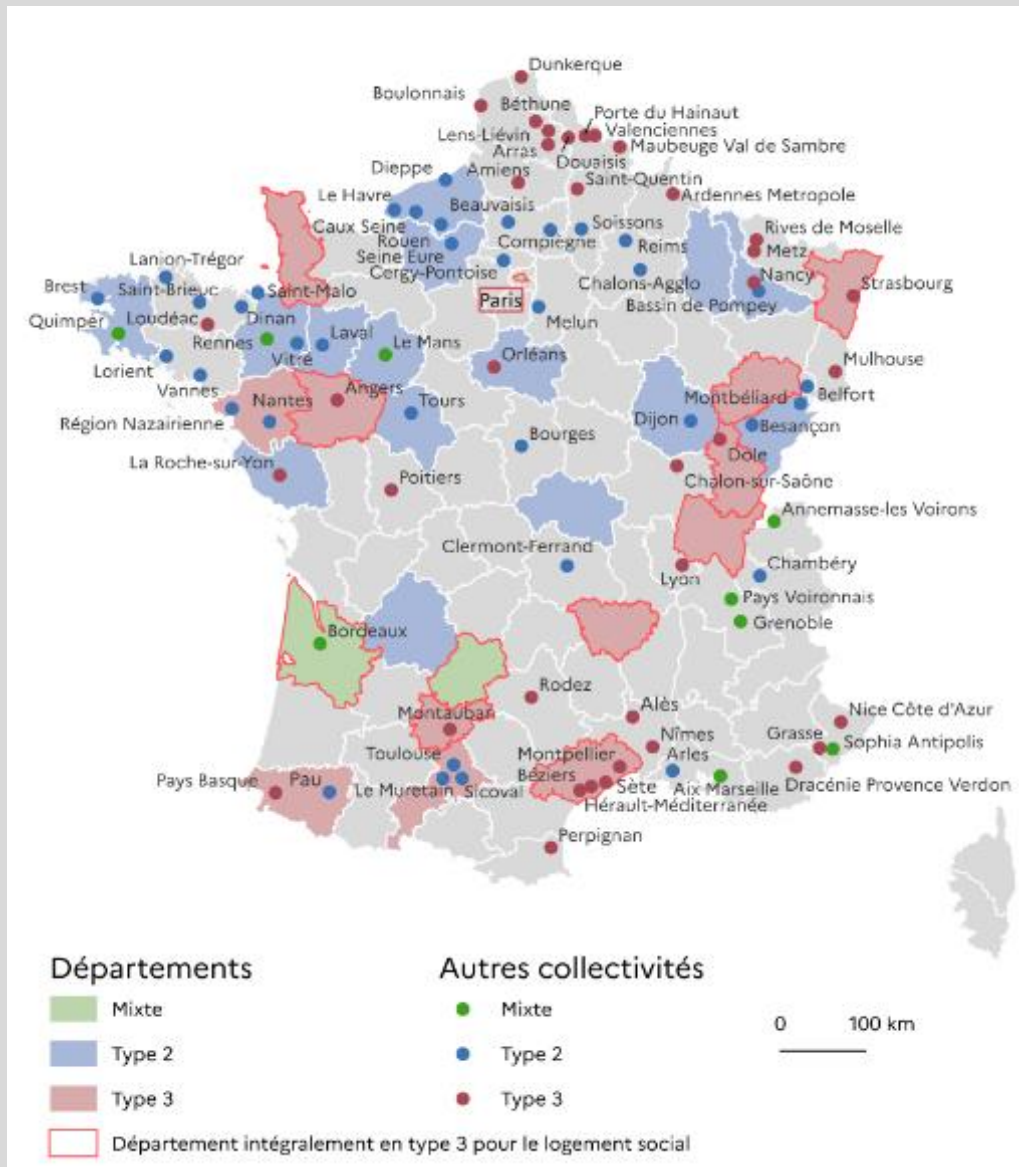 Dunkerque
Boulonnais
Béthune
Porte du Hainaut
Lens-Liévin
Valenciennes
Arras
Maubeuge Val de Sambre
Douaisis
Dieppe
Amiens
Saint-Quentin
Ardennes Metropole
Le Havre
Beauvaisis
Caux Seine
Soissons
Rives de Moselle
Rouen
Compiègne
Reims
Metz
Seine Eure
Lanion-Trégor
Cergy-Pontoise
Chalons-Agglo
Nancy
Strasbourg
Brest
Saint-Brieuc
Saint-Malo
Paris
Bassin de Pompey
Quimper
Loudéac
Dinan
Melun
Rennes
Laval
Le Mans
Vitré
Orléans
Mulhouse
Lorient
Vannes
Angers
Montbéliard
Belfort
Nantes
Tours
Région Nazairienne
Dijon
Besançon
Bourges
Dole
La Roche-sur-Yon
Poitiers
Chalon-sur-Saône
Annemasse-les Voirons
Clermont-Ferrand
Lyon
Chambéry
Pays Voironnais
Grenoble
Bordeaux
Rodez
Montauban
Alès
Nice Côte d'Azur
Toulouse
Montpellier
Nîmes
Grasse
Sophia Antipolis
Arles
Pays Basque
Pau
Le Muretain
Sicoval
Béziers
Sète
Aix Marseille
Dracénie Provence Verdon
Hérault-Méditerranée
Perpignan
Départements
Mixte
Type 2
Type 3
Département intégralement en type 3 pour le logement social
Autres collectivités
Mixte
Type 2
Type 3
0 100 km